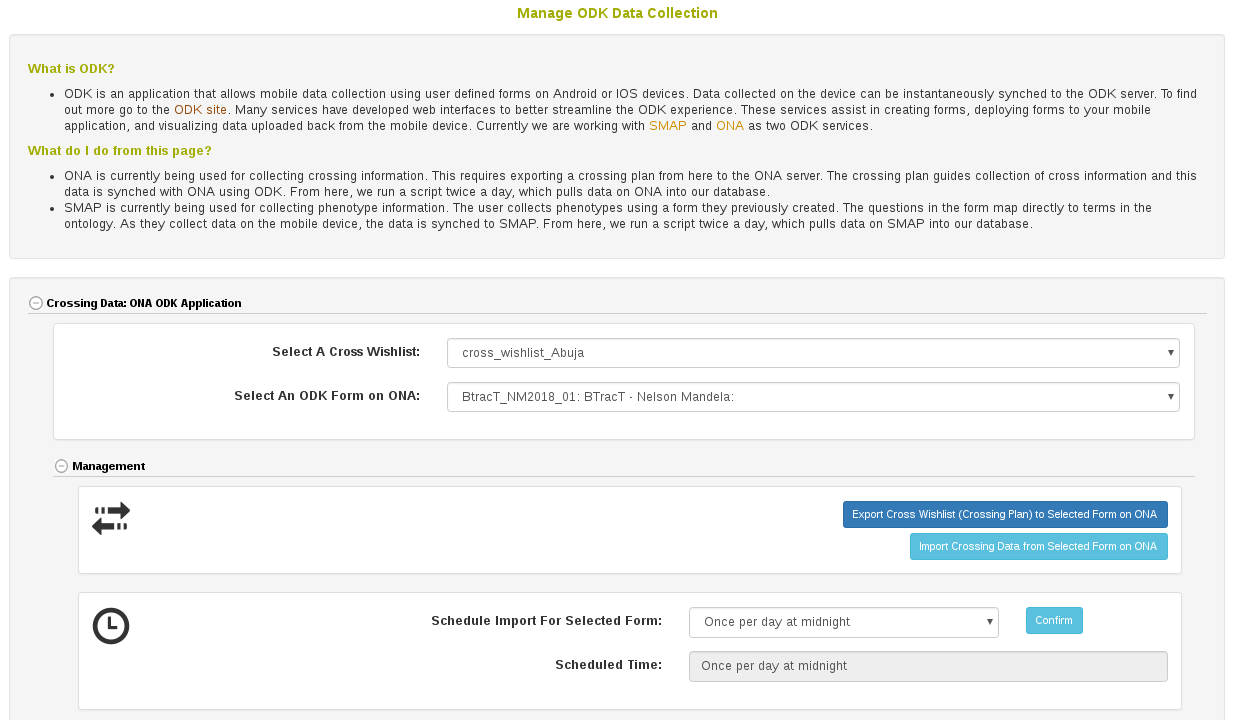 Manage ODK Data Collection
What is ODK?
ODK is an application that allows mobile data collection using user defined forms on Android or IOS devices. Data collected on the device can be instantaneously synched to the ODK server. To find
out more go to the ODK site. Many services have developed web interfaces to better streamline the ODK experience. These services assist in creating forms, deploying forms to your mobile
application, and visualizing data uploaded back from the mobile device. Currently we are working with SMAP and ONA as two ODK services.
What do I do from this page?
ONA is currently being used for collecting crossing information. This requires exporting a crossing plan from here to the ONA server. The crossing plan guides collection of cross information and this
data is synched with ONA using ODK. From here, we run a script twice a day, which pulls data on ONA into our database.
SMAP is currently being used for collecting phenotype information. The user collects phenotypes using a form they previously created. The questions in the form map directly to terms in the
ontology. As they collect data on the mobile device, the data is synched to SMAP. From here, we run a script twice a day, which pulls data on SMAP into our database.
Crossing Data: ONA ODK Application
Select A Cross Wishlist: cross_wishlist_Abuja
Select An ODK Form on ONA: BtracT_NM2018_01: BTracT - Nelson Mandela:
Management
Export Cross Wishlist (Crossing Plan) to Selected Form on ONA
Import Crossing Data from Selected Form on ONA
Schedule Import For Selected Form: Once per day at midnight Confirm
Scheduled Time: Once per day at midnight